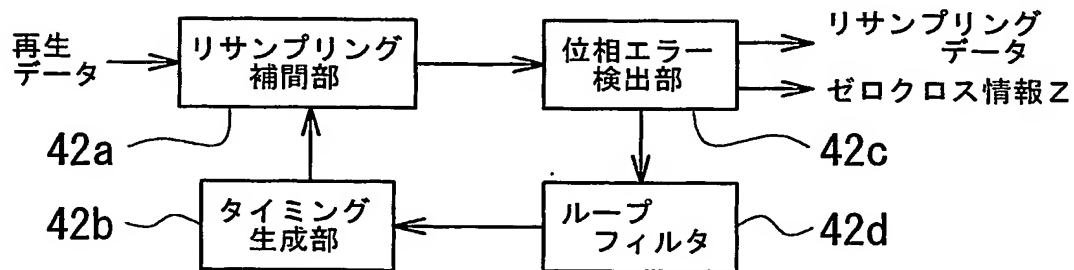 再生
データ
リサンプリング
補間部
位相エラー
検出部
リサンプリング
データ
ゼロクロス情報Z
42a
42c
42b
タイミング
生成部
ループ
フィルタ
42d